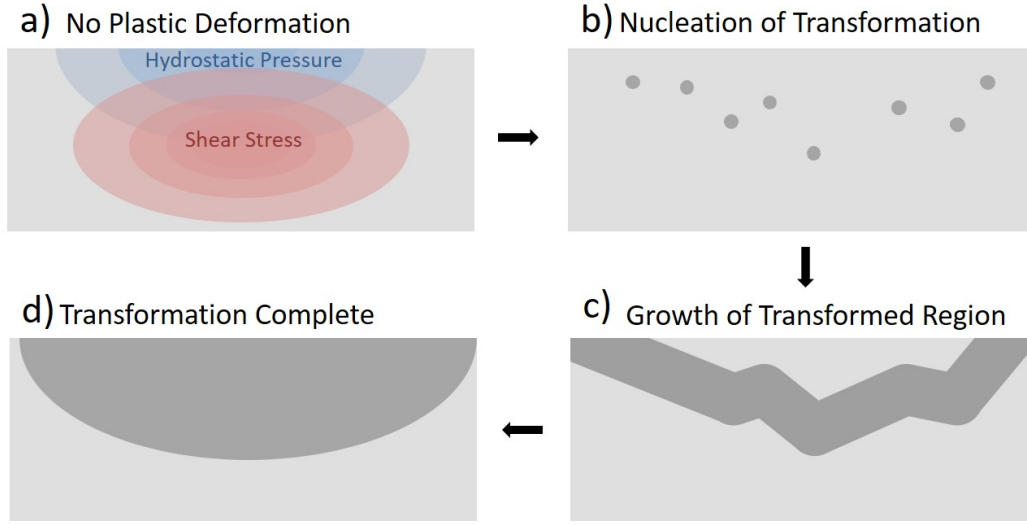 a) No Plastic Deformation
Hydrostatic Pressure
Shear Stress
b) Nucleation of Transformation
c) Growth of Transformed Region
d) Transformation Complete